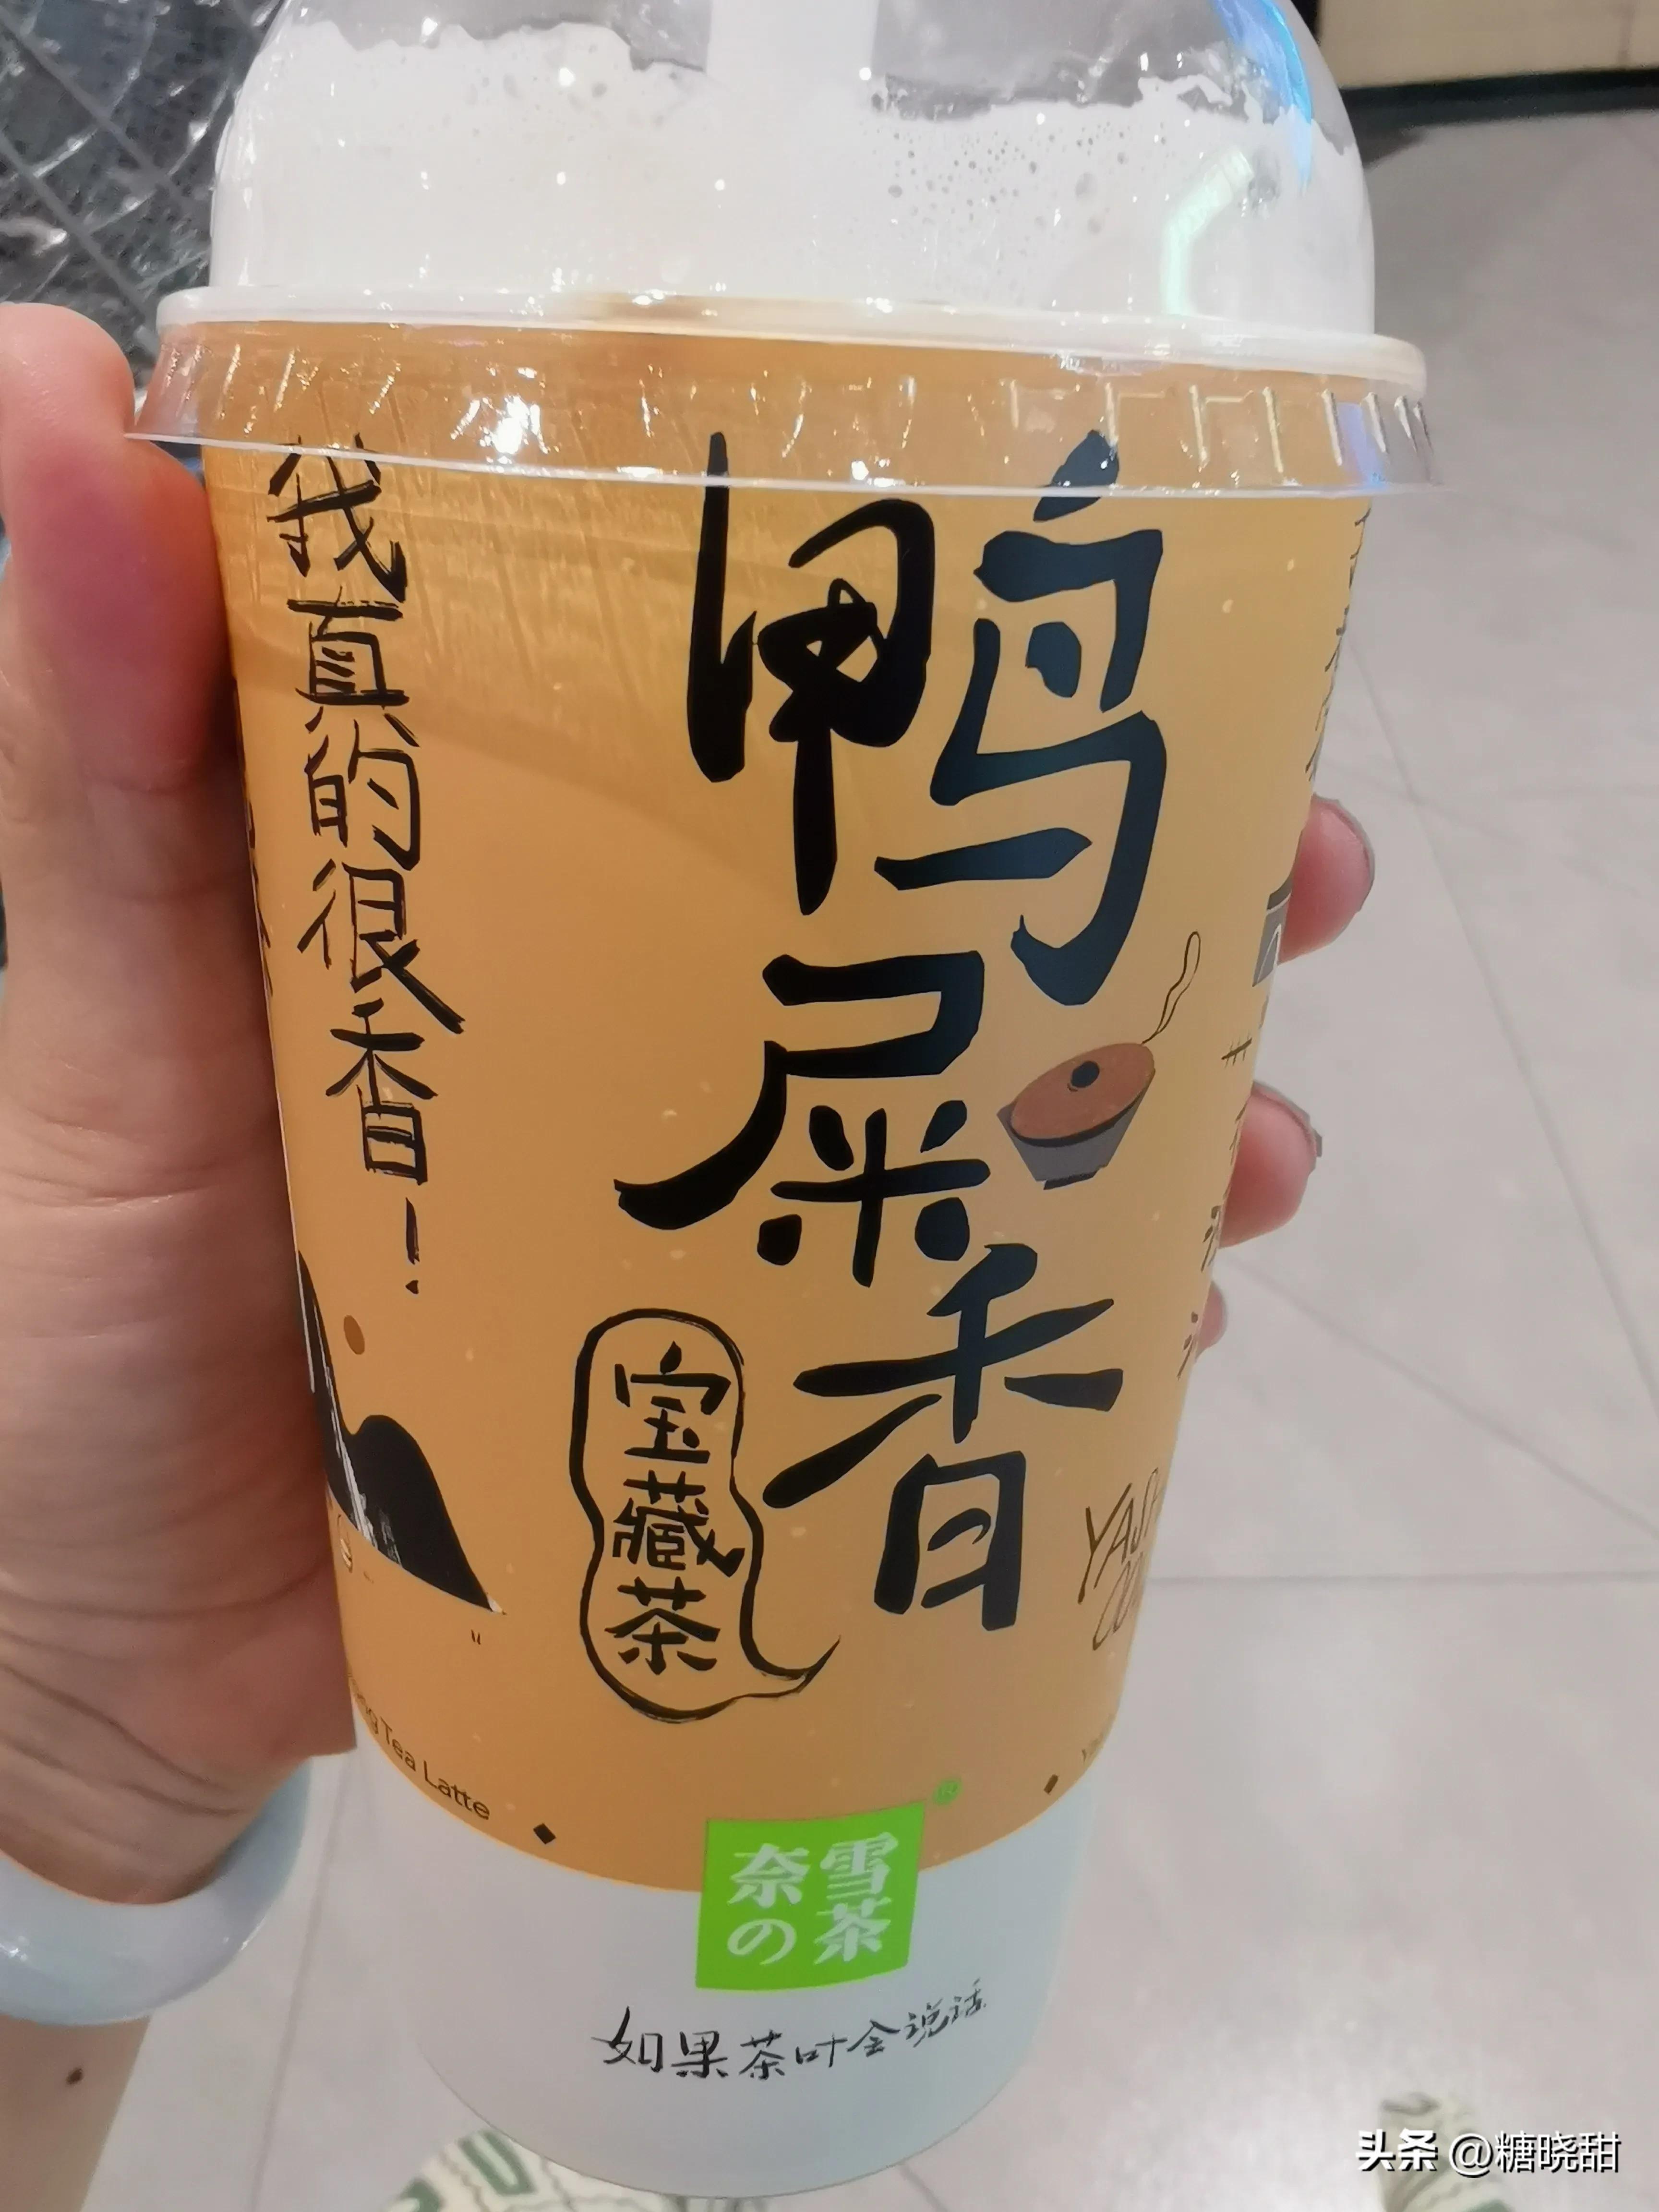 鸭屎香
我真的很香！
宝藏茶
YASH
Tea Latte
奈雪
の茶
如果茶叶会说话
头条 @糖晓甜